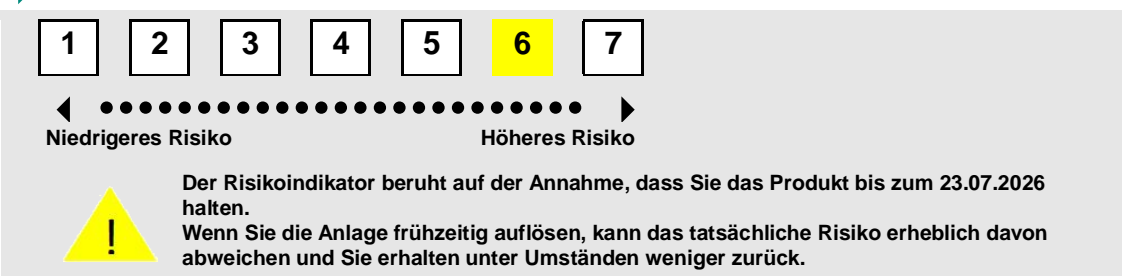 1 2 3 4 5 6 7
Niedrigeres Risiko Höheres Risiko
Der Risikoindikator beruht auf der Annahme, dass Sie das Produkt bis zum 23.07.2026
halten.
Wenn Sie die Anlage frühzeitig auflösen, kann das tatsächliche Risiko erheblich davon
abweichen und Sie erhalten unter Umständen weniger zurück.
!